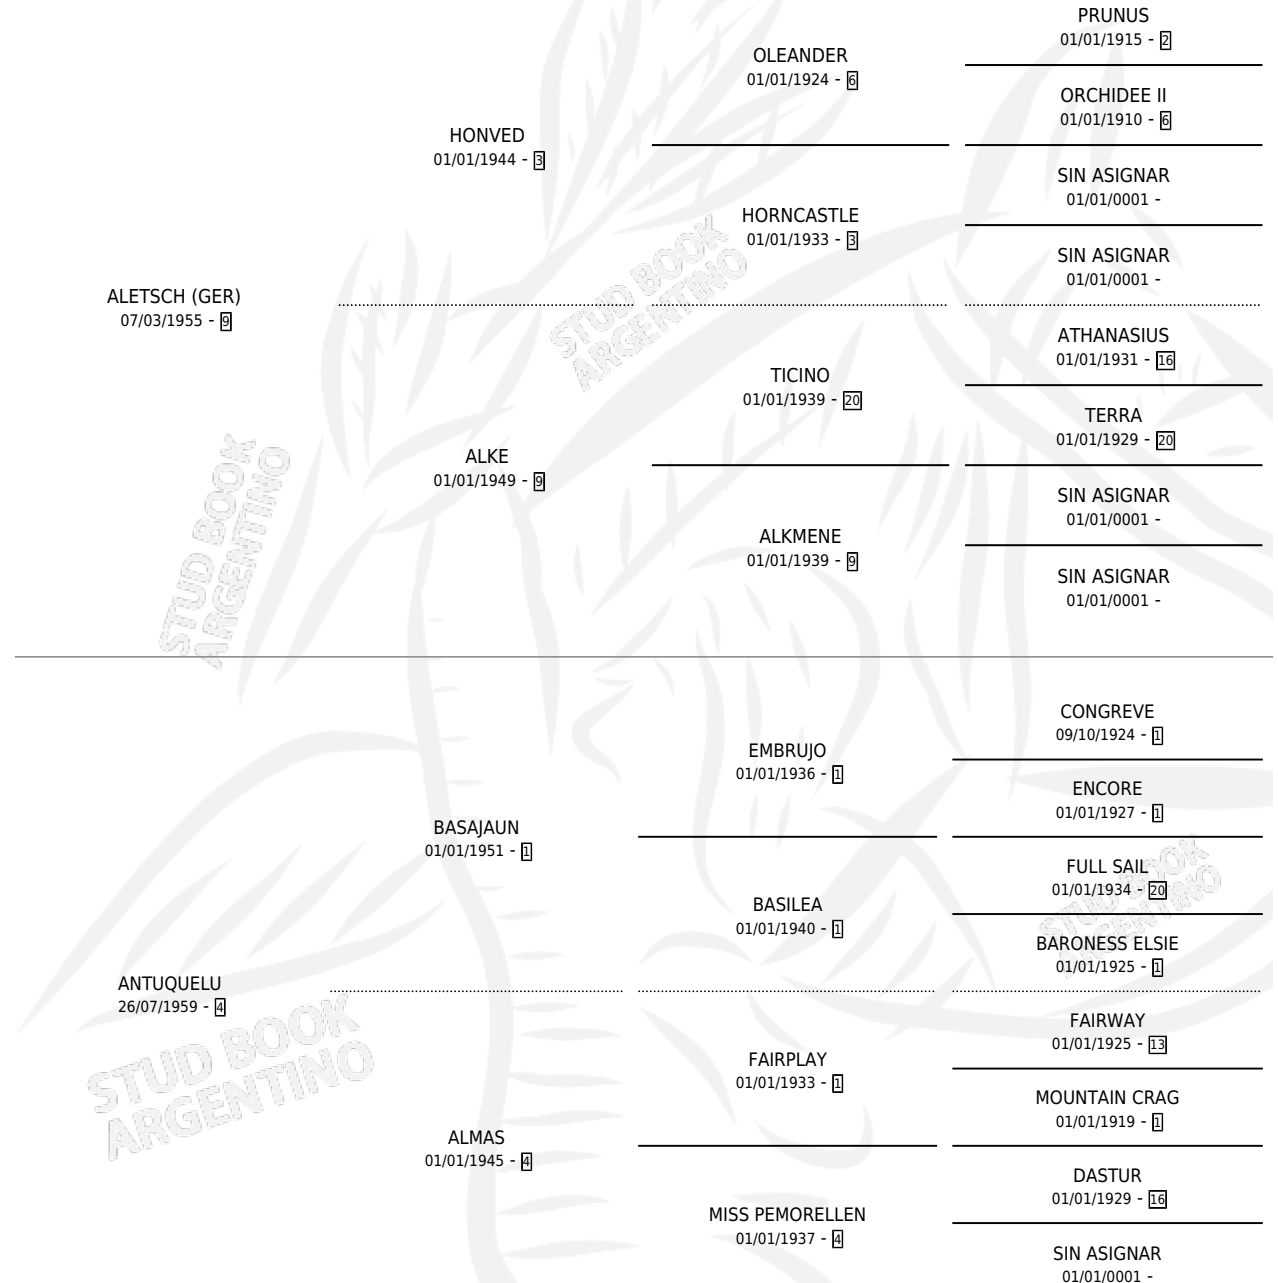 PRUNUS
01/01/1915 - 2
OLEANDER
01/01/1924 - 6
ORCHIDEE II
01/01/1910 - 6
HONVED
01/01/1944 - 3
SIN ASIGNAR
01/01/0001 -
HORNCASTLE
01/01/1933 - 3
SIN ASIGNAR
01/01/0001 -
ALETSCH (GER)
07/03/1955 - 9
ATHANASIUS
01/01/1931 - 16
TICINO
01/01/1939 - 20
TERRA
01/01/1929 - 20
ALKE
01/01/1949 - 9
SIN ASIGNAR
01/01/0001 -
ALKMENE
01/01/1939 - 9
SIN ASIGNAR
01/01/0001 -
CONGREVE
09/10/1924 - 1
EMBRUJO
01/01/1936 - 1
ENCORE
01/01/1927 - 1
BASAJAUN
01/01/1951 - 1
FULL SAIL
01/01/1934 - 20
BASILEA
01/01/1940 - 1
BARONESS ELSIE
01/01/1925 - 1
ANTUQUELU
26/07/1959 - 4
FAIRWAY
01/01/1925 - 13
FAIRPLAY
01/01/1933 - 1
MOUNTAIN CRAG
01/01/1919 - 1
ALMAS
01/01/1945 - 4
DASTUR
01/01/1929 - 16
MISS PEMORELLEN
01/01/1937 - 4
SIN ASIGNAR
01/01/0001 -
STUD BOOK
ARGENTINO
STUD BOOK
ARGENTINO
STUD BOOK
ARGENTINO
STUD BOOK
ARGENTINO